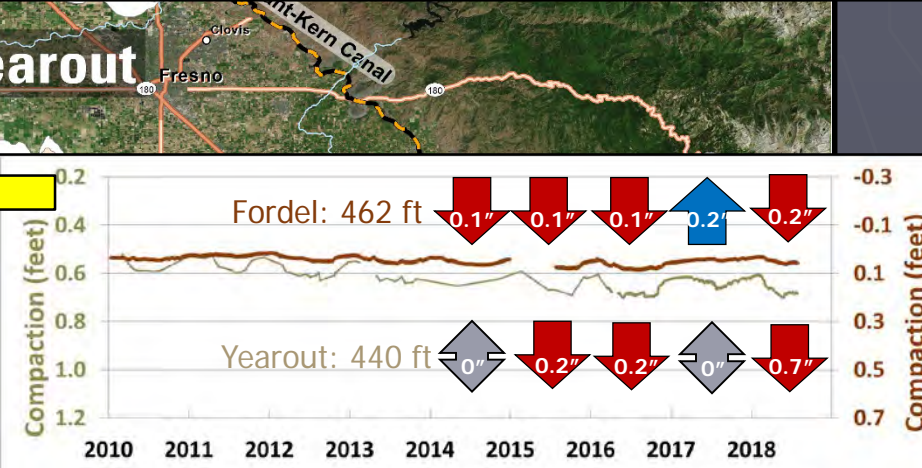 Clovis
nt-Kern Canal
earout
180
Fresno
180
0.2
0.4
0.6
0.8
1.0
1.2
Compaction (feet)
Fordel: 462 ft
0.1"
0.1"
0.1"
0.2"
0.2"
Yearout: 440 ft
0"
0.2"
0.2"
0"
0.7"
-0.3
-0.1
0.1
0.3
0.5
0.7
Compaction (feet)
2010 2011 2012 2013 2014 2015 2016 2017 2018